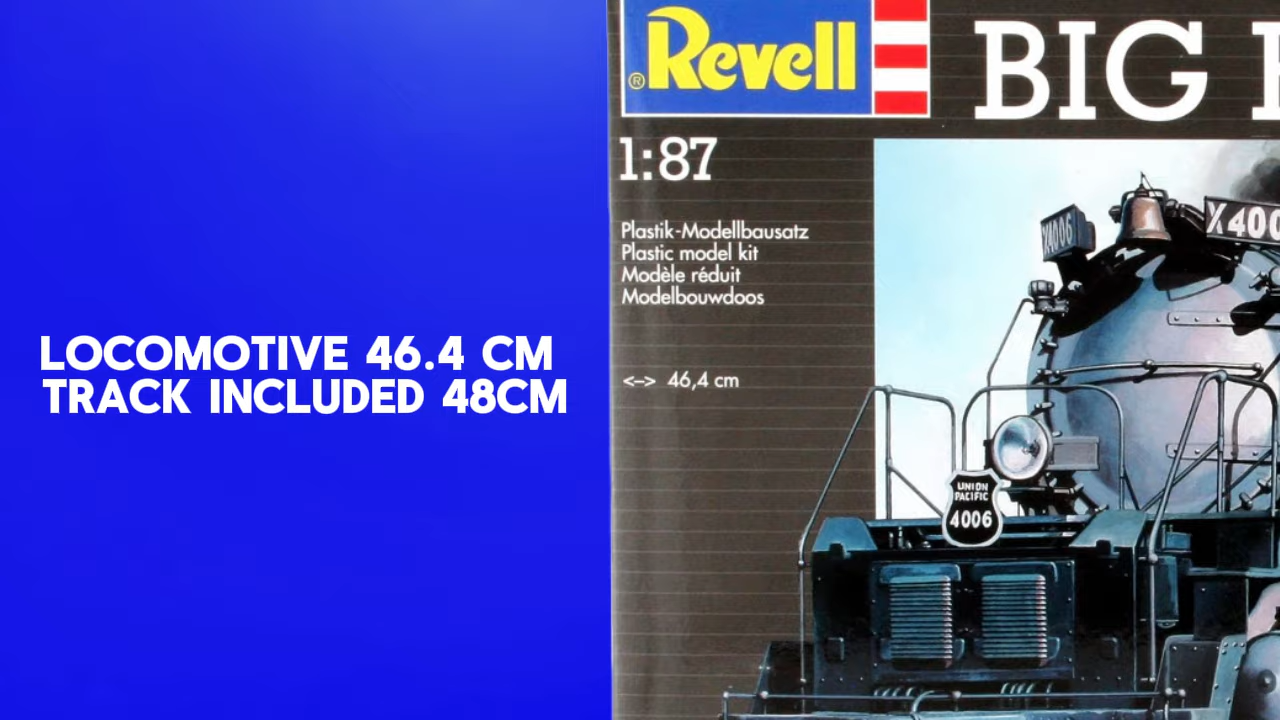 LOCOMOTIVE 46.4 CM
TRACK INCLUDED 48CM
® Revell
BIG
1:87
Plastik-Modellbausatz
Plastic model kit
Modèle réduit
Modelbouwdoos
<--> 46,4 cm
X4006
X400
UNION
PACIFIC
4006